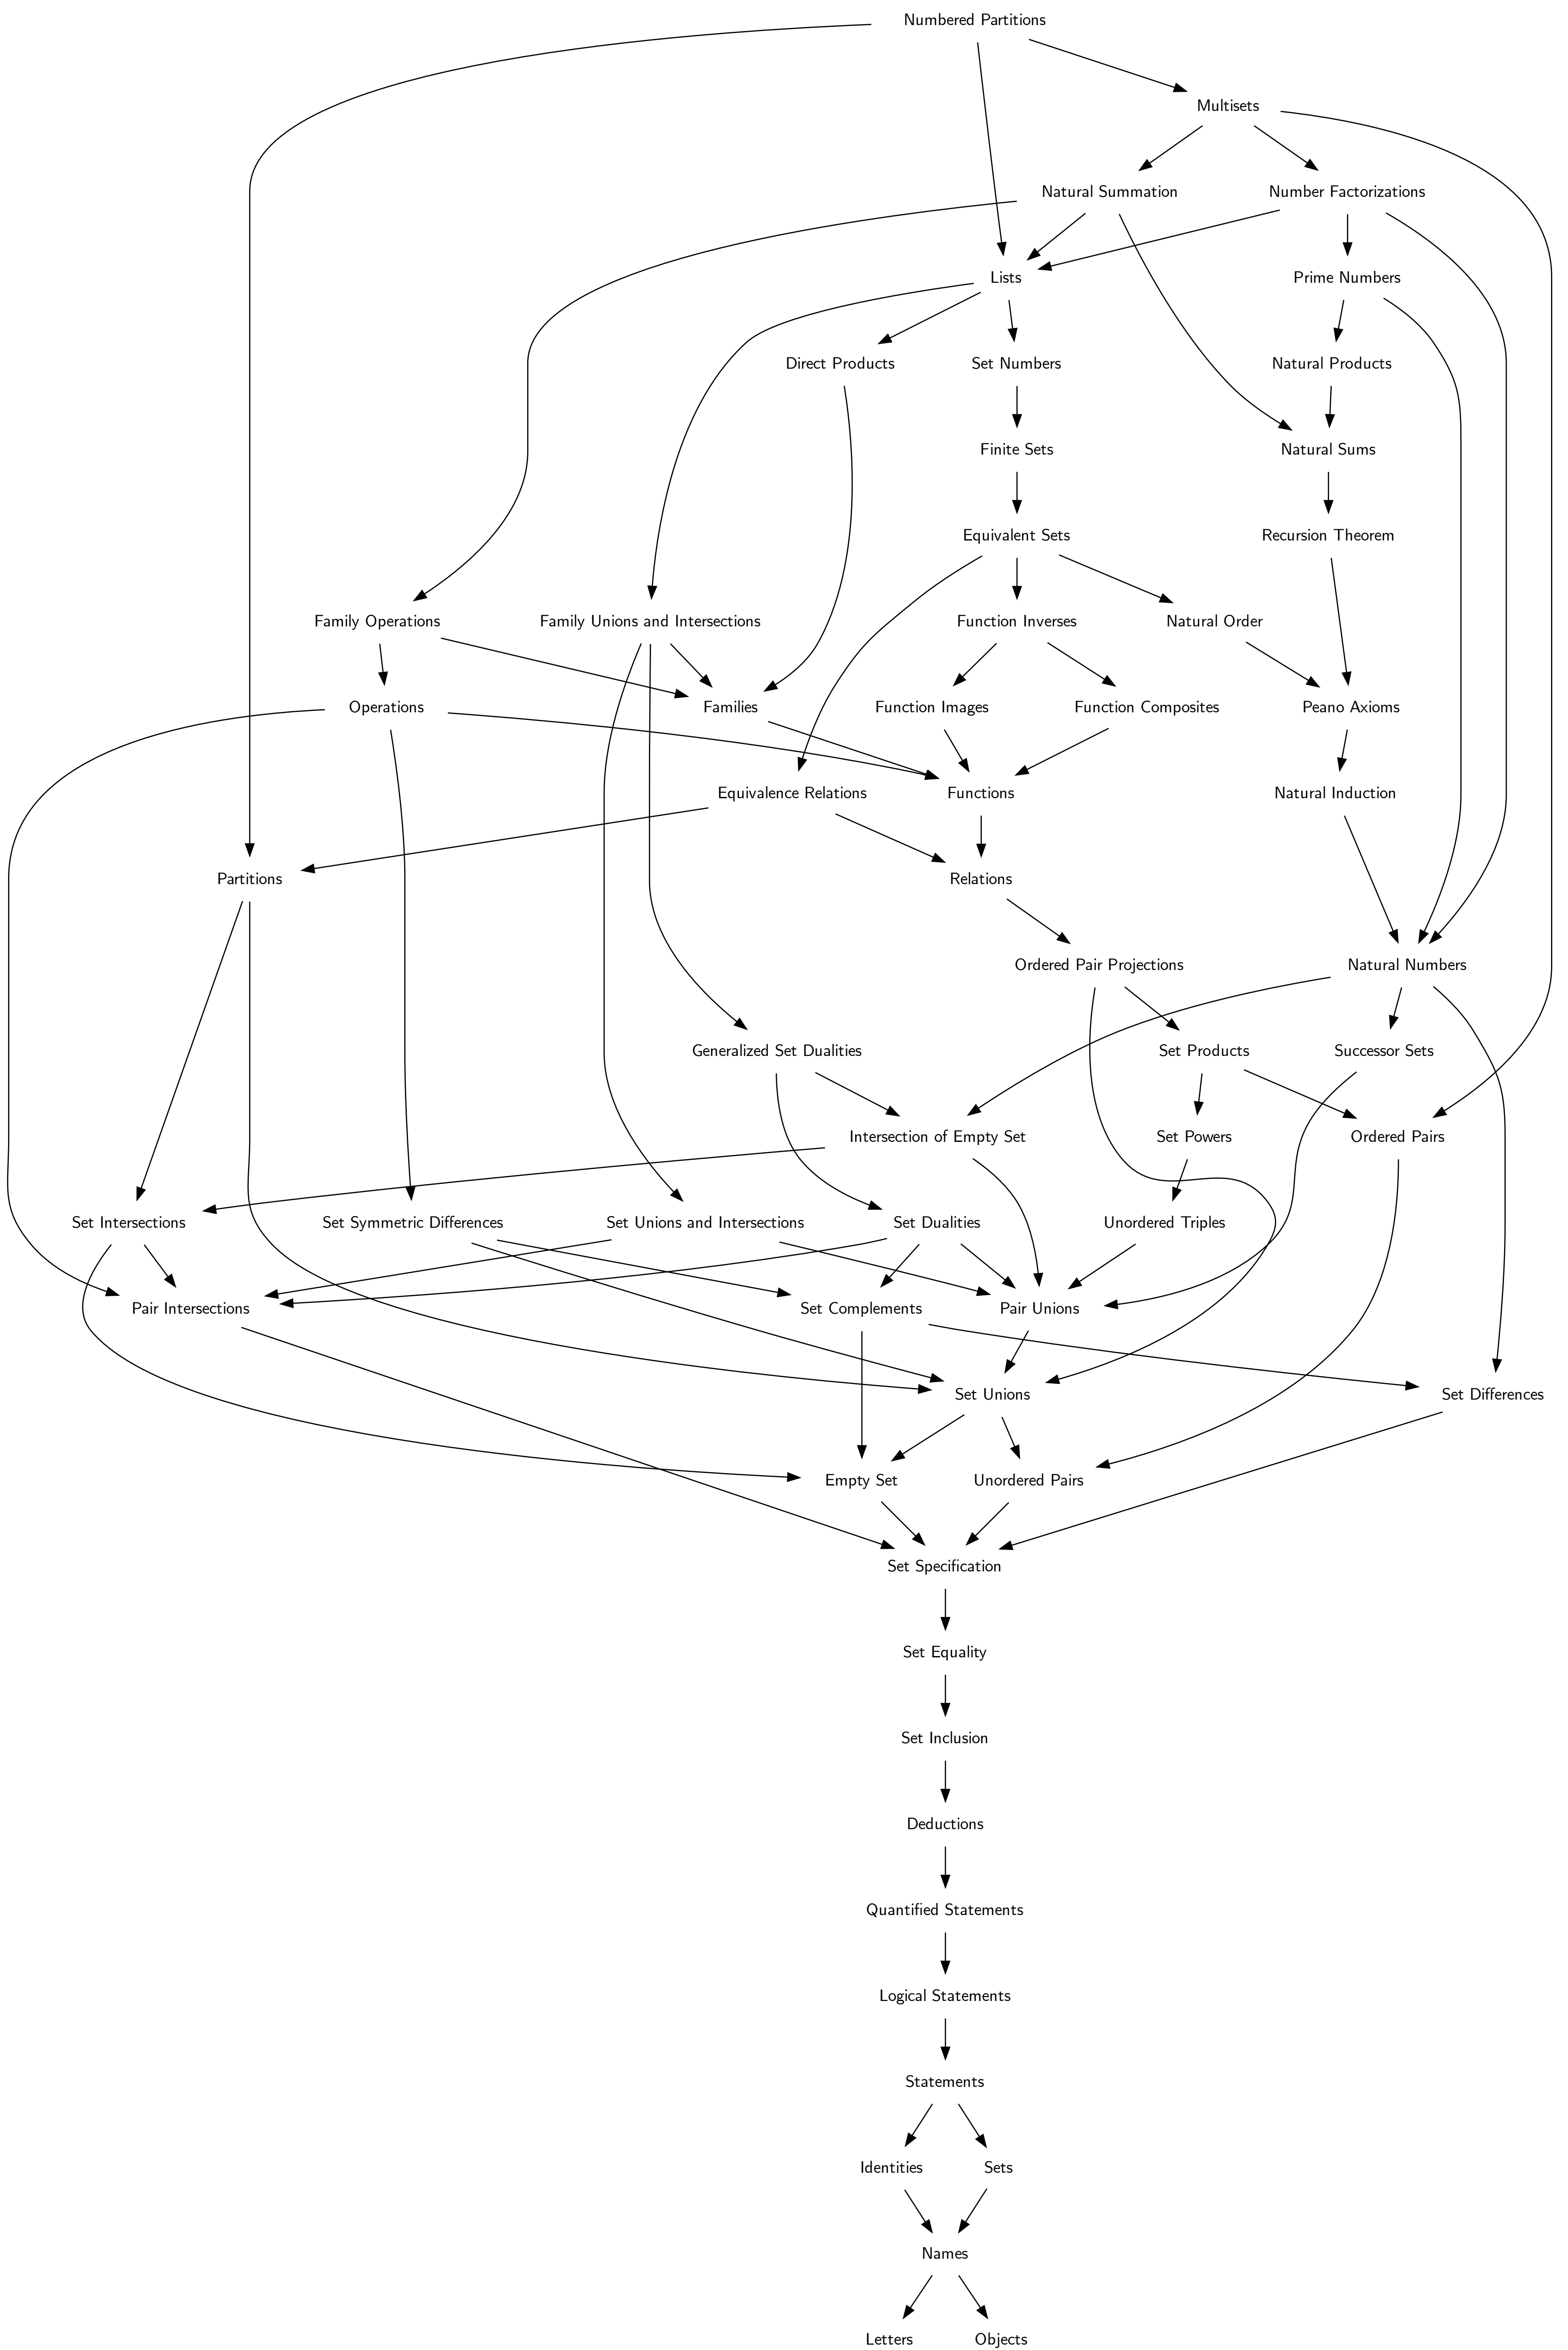 Numbered Partitions
Multisets
Natural Summation
Number Factorizations
Lists
Prime Numbers
Direct Products
Set Numbers
Natural Products
Finite Sets
Natural Sums
Equivalent Sets
Recursion Theorem
Family Operations
Family Unions and Intersections
Function Inverses
Natural Order
Operations
Families
Function Images
Function Composites
Peano Axioms
Equivalence Relations
Functions
Natural Induction
Partitions
Relations
Ordered Pair Projections
Natural Numbers
Generalized Set Dualities
Set Products
Successor Sets
Intersection of Empty Set
Set Powers
Ordered Pairs
Set Intersections
Set Symmetric Differences
Set Unions and Intersections
Set Dualities
Unordered Triples
Pair Intersections
Set Complements
Pair Unions
Set Unions
Set Differences
Empty Set
Unordered Pairs
Set Specification
Set Equality
Set Inclusion
Deductions
Quantified Statements
Logical Statements
Statements
Identities
Sets
Names
Letters
Objects